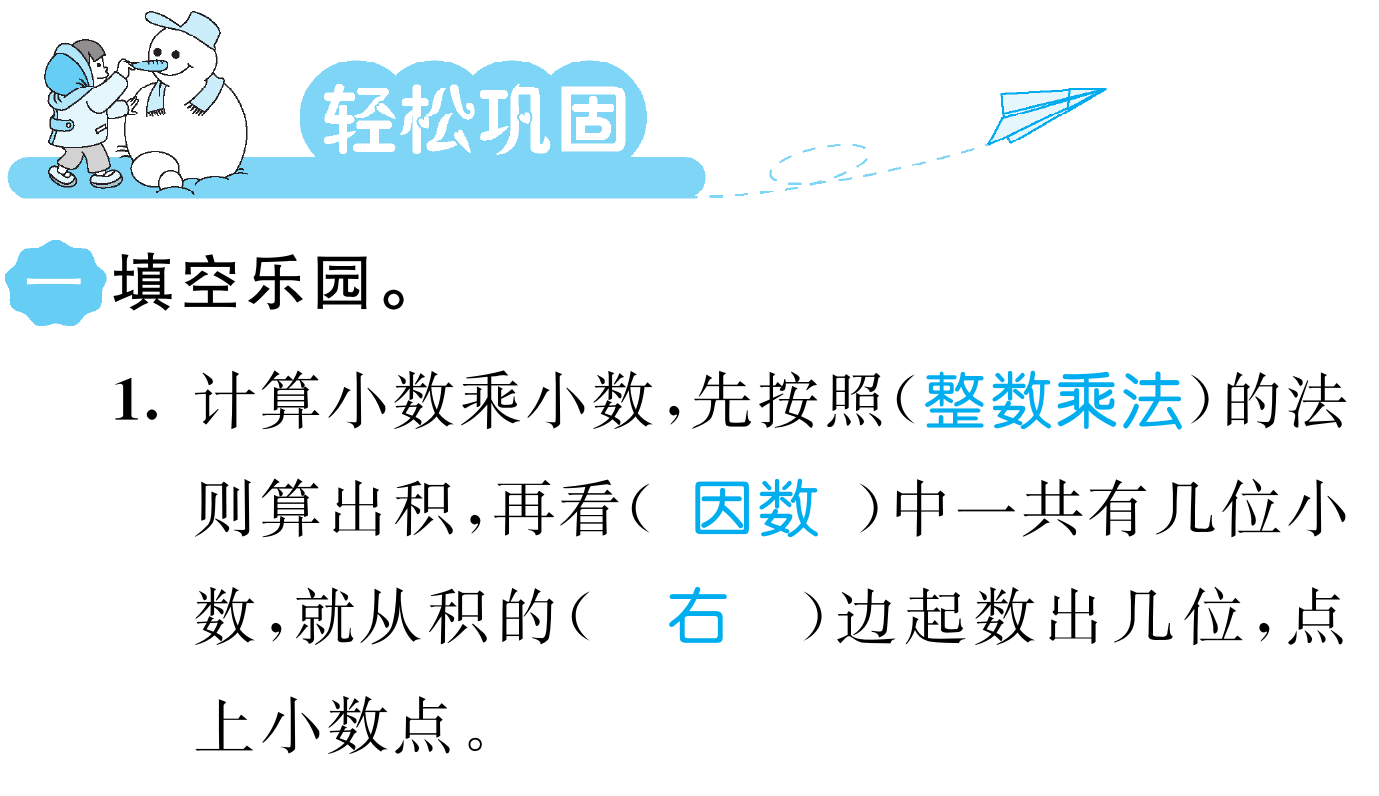 轻松巩固
一 填空乐园。
1. 计算小数乘小数,先按照(整数乘法)的法
则算出积,再看( 因数 )中一共有几位小
数,就从积的( 右 )边起数出几位,点
上小数点。